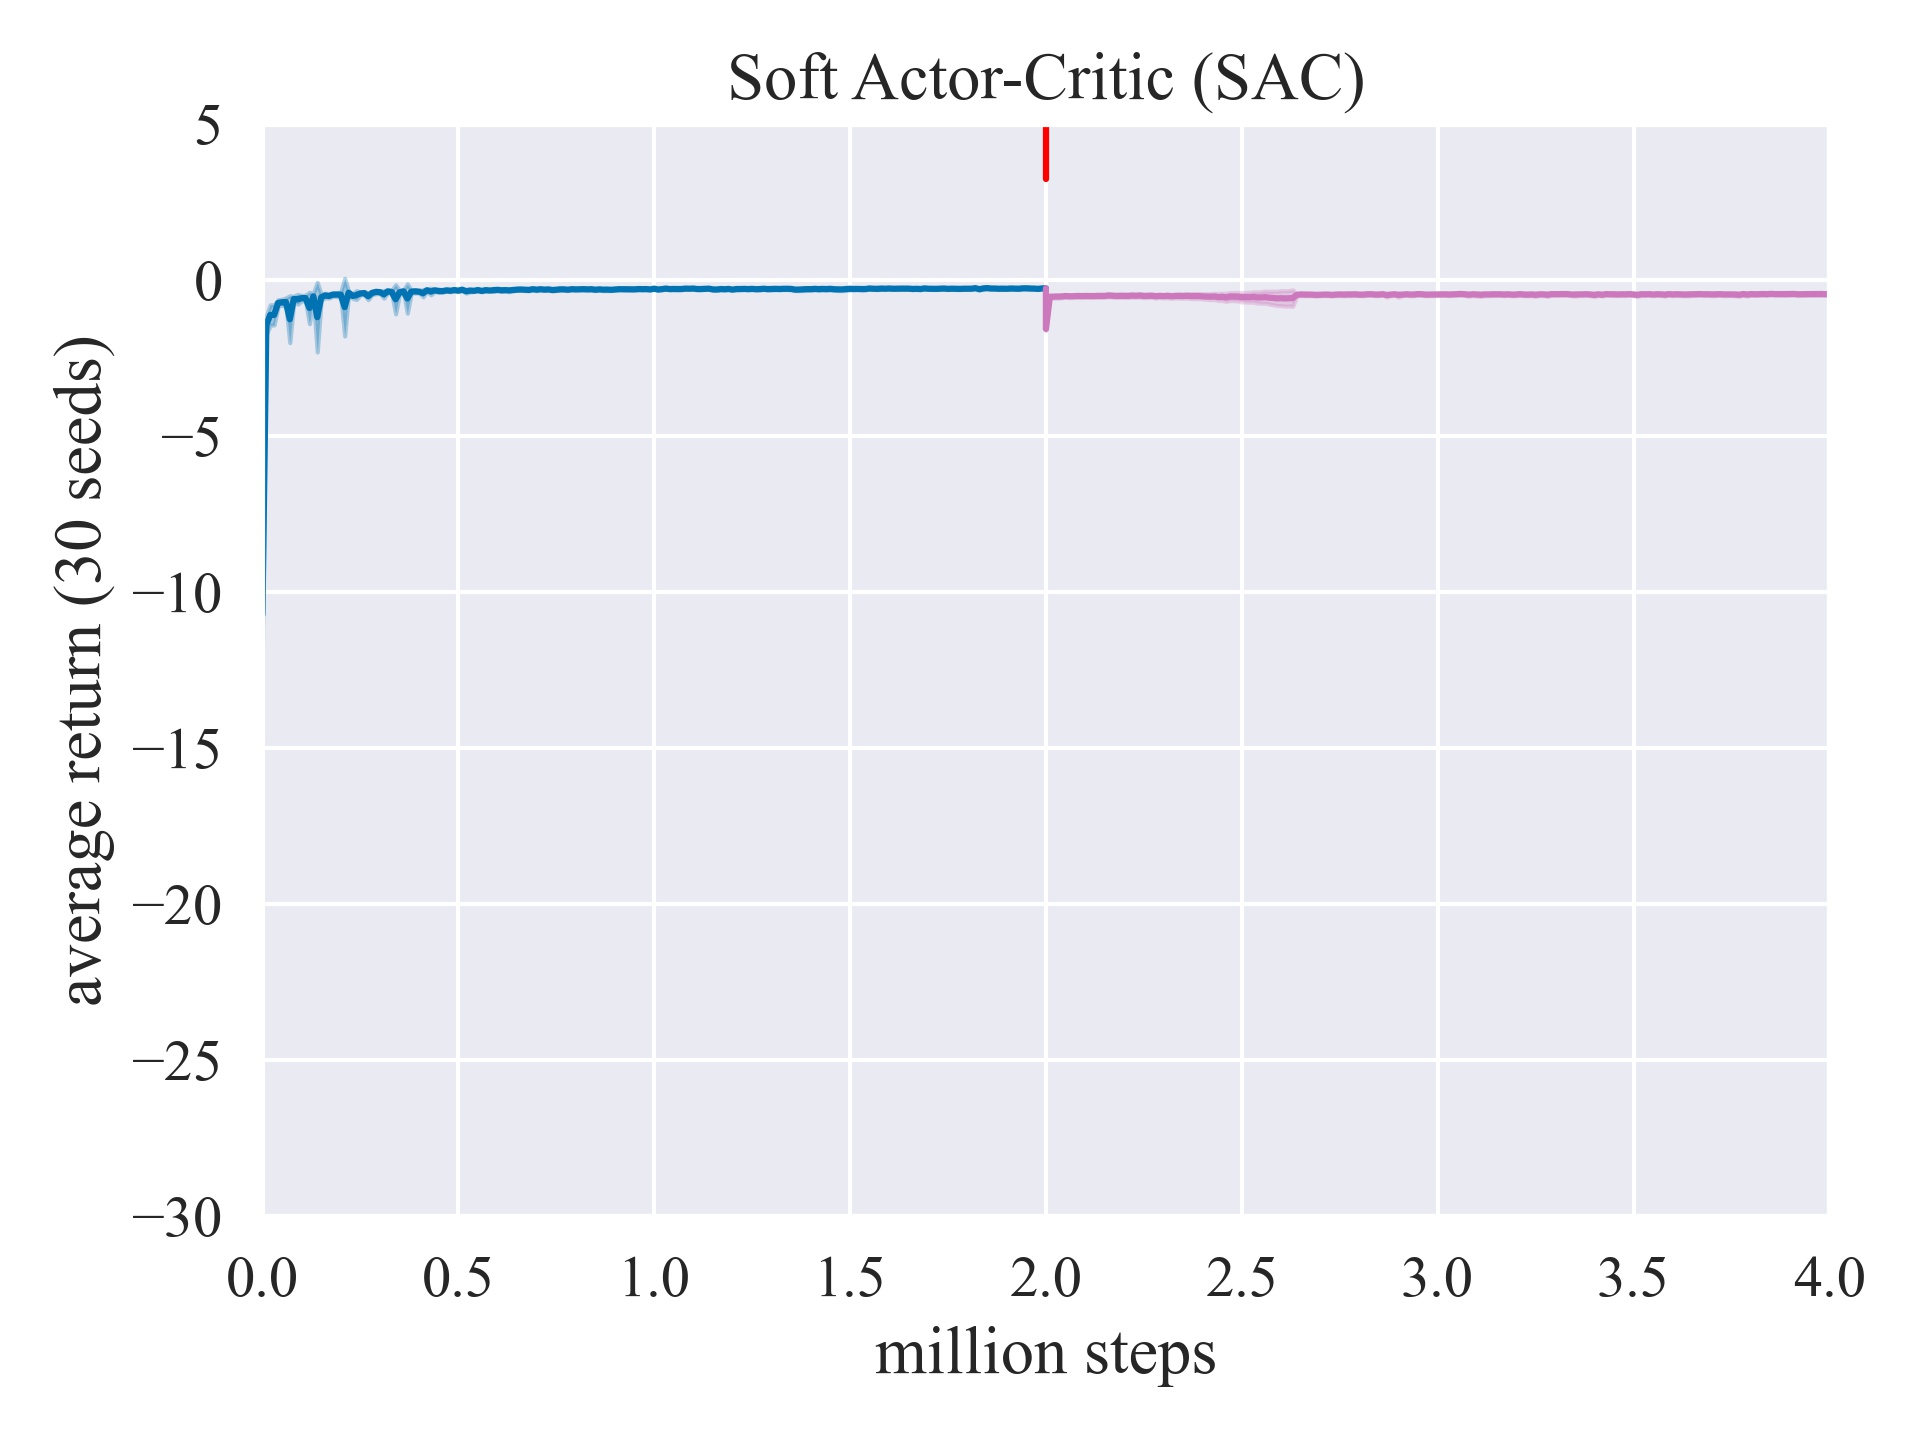 Soft Actor-Critic (SAC)
5
0
−5
−10
−15
−20
−25
−30
average return (30 seeds)
0.0 0.5 1.0 1.5 2.0 2.5 3.0 3.5 4.0
million steps